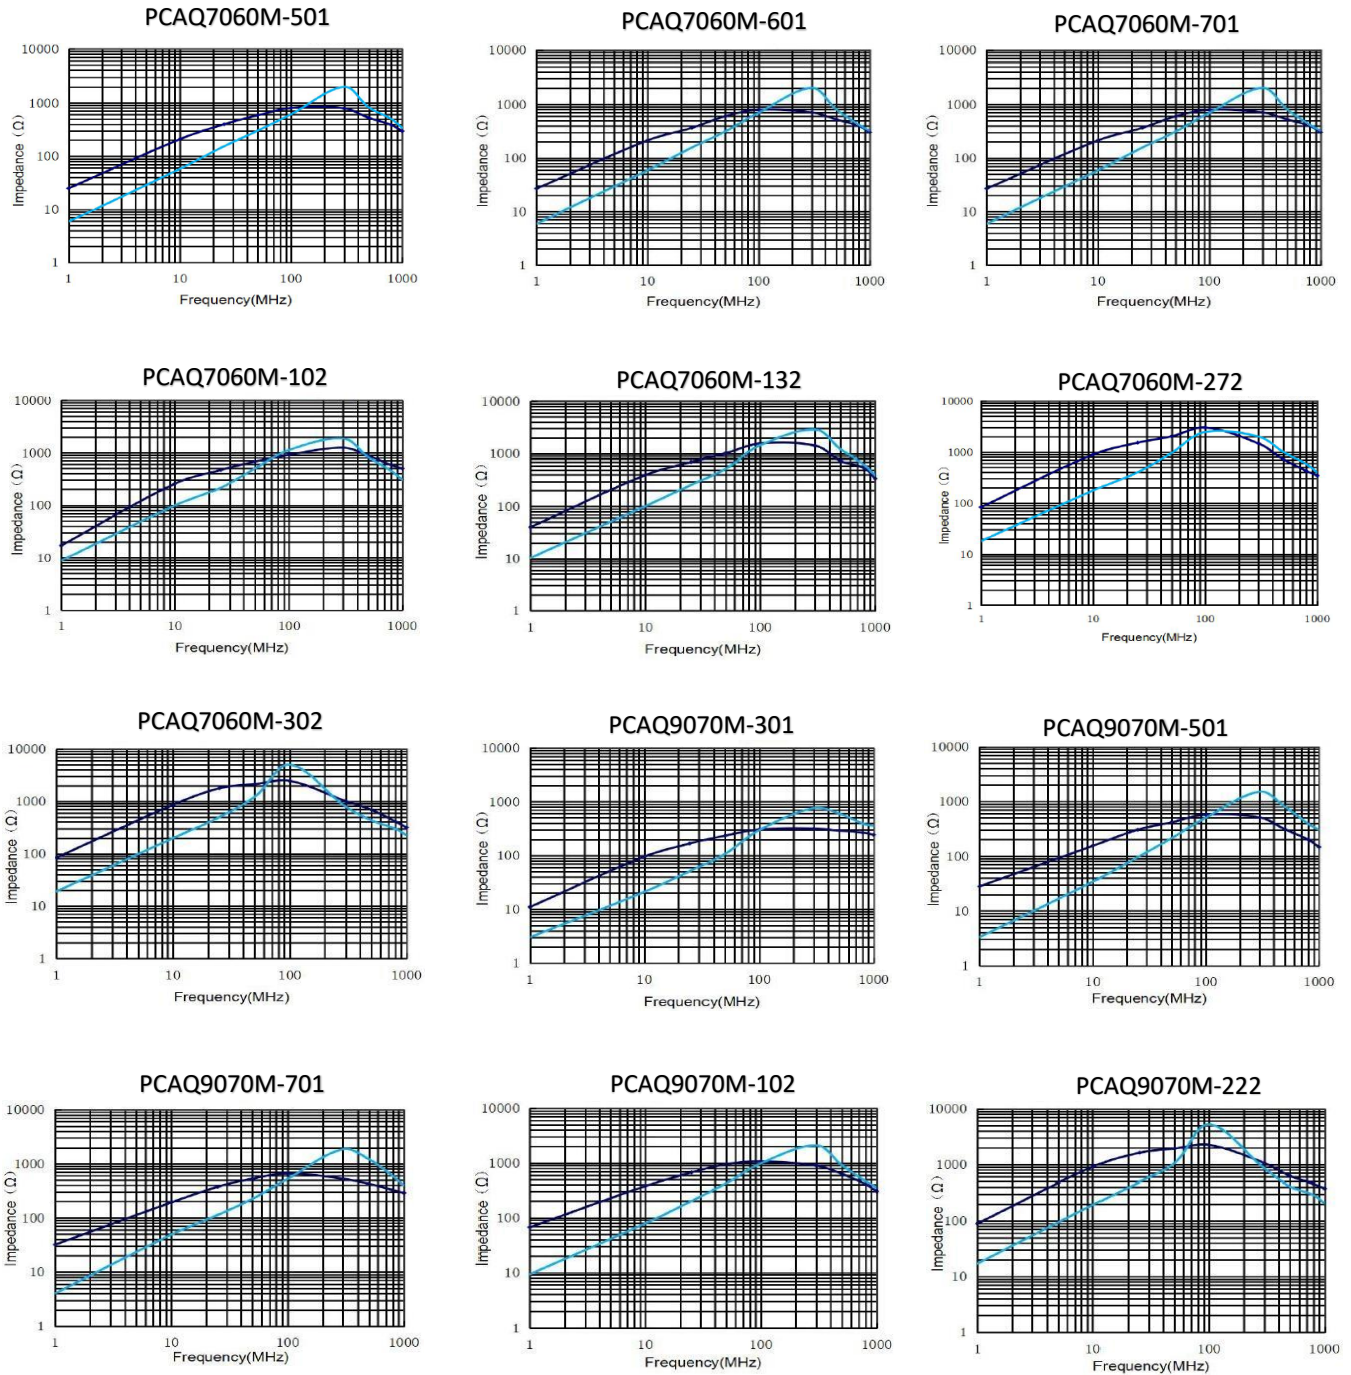 PCAQ7060M-501
PCAQ7060M-601
PCAQ7060M-701
10000
1000
100
10
1
Impedance (Ω)
1 10 100 1000
Frequency(MHz)
10000
1000
100
10
1
Impedance (Ω)
1 10 100 1000
Frequency(MHz)
10000
1000
100
10
1
Impedance (Ω)
1 10 100 1000
Frequency(MHz)
PCAQ7060M-102
PCAQ7060M-132
PCAQ7060M-272
10000
1000
100
10
1
Impedance (Ω)
1 10 100 1000
Frequency(MHz)
10000
1000
100
10
1
Impedance (Ω)
1 10 100 1000
Frequency(MHz)
10000
1000
100
10
1
Impedance (Ω)
1 10 100 1000
Frequency(MHz)
PCAQ7060M-302
PCAQ9070M-301
PCAQ9070M-501
10000
1000
100
10
1
Impedance (Ω)
1 10 100 1000
Frequency(MHz)
10000
1000
100
10
1
Impedance (Ω)
1 10 100 1000
Frequency(MHz)
10000
1000
100
10
1
Impedance (Ω)
1 10 100 1000
Frequency(MHz)
PCAQ9070M-701
PCAQ9070M-102
PCAQ9070M-222
10000
1000
100
10
1
Impedance (Ω)
1 10 100 1000
Frequency(MHz)
10000
1000
100
10
1
Impedance (Ω)
1 10 100 1000
Frequency(MHz)
10000
1000
100
10
1
Impedance (Ω)
1 10 100 1000
Frequency(MHz)